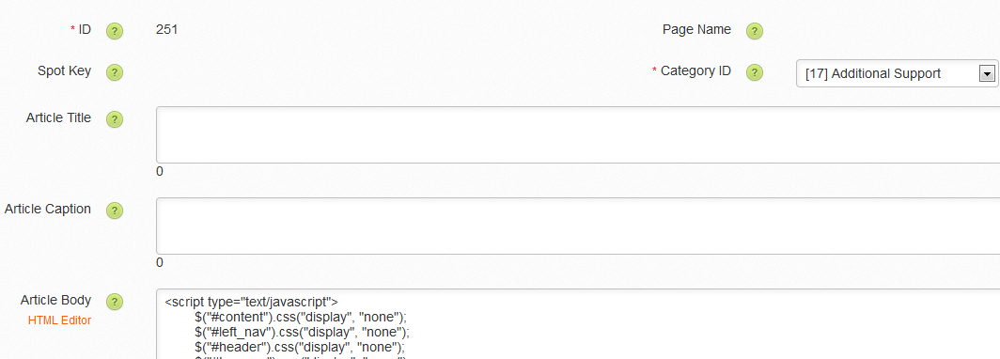 * ID ? 251 Page Name ?
Spot Key ? * Category ID ? [17] Additional Support
Article Title ?
0
Article Caption ?
0
Article Body ? <script type="text/javascript">
HTML Editor
$("#content").css("display", "none");
$("#left_nav").css("display", "none");
$("#header").css("display", "none");